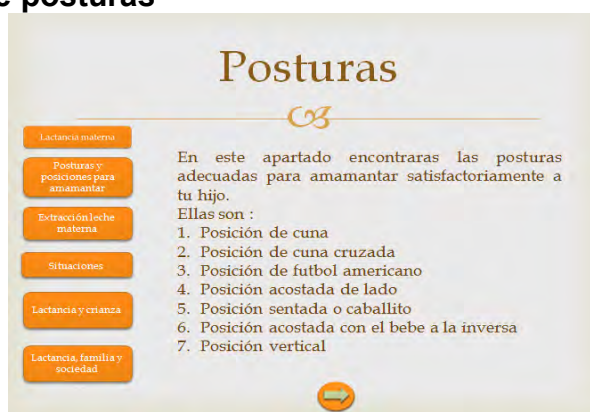 e posturas
Posturas
Lactancia materna
Posturas y
posiciones para
amamantar
Extracción leche
materna
Situaciones
Lactancia y crianza
Lactancia, familia y
sociedad
En este apartado encontraras las posturas
adecuadas para amamantar satisfactoriamente a
tu hijo.
Ellas son :
1. Posición de cuna
2. Posición de cuna cruzada
3. Posición de futbol americano
4. Posición acostada de lado
5. Posición sentada o caballito
6. Posición acostada con el bebe a la inversa
7. Posición vertical